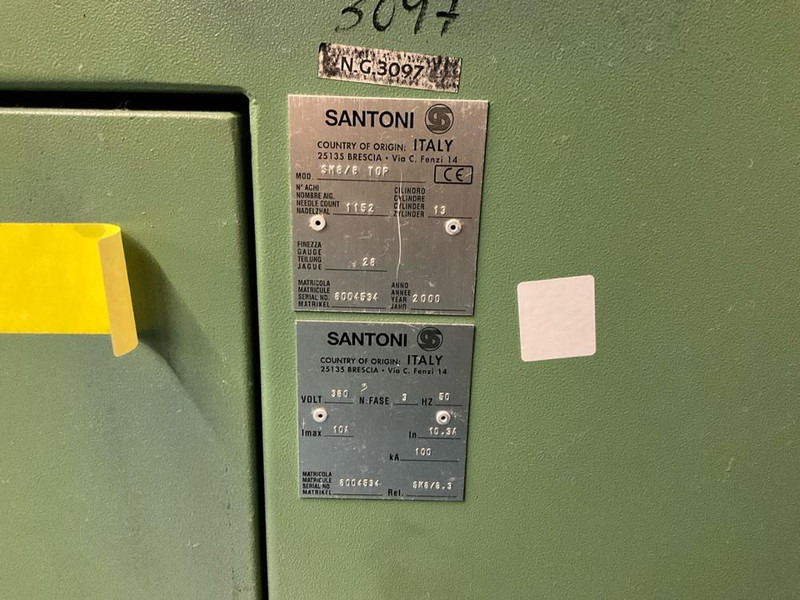 3097
N.G.3097
SANTONI
COUNTRY OF ORIGIN: ITALY
25135 BRESCIA • Via C. Fenzi 14
MOD. SM8/8 TOP CE
N° AGHI
NOMBRE AIG.
NEEDLE COUNT
NADELZHAL 1152
CILINDRO
CYLINDRE
CYLINDER
ZYLINDER 13
FINEZZA
GAUGE
TEILUNG
JAUGE 28
MATRICOLA
MATRICULE
SERIAL NO.
MATRIKEL 6004534
ANNO
ANNEE
YEAR
JAHR 2000
SANTONI
COUNTRY OF ORIGIN: ITALY
25135 BRESCIA • Via C. Fenzi 14
VOLT 380 N.FASE 3 HZ 50
Imax 10A In 10.3A
kA 100
MATRICOLA
MATRICULE
SERIAL NO.
MATRIKEL 6004534
Rel. SM8/8.3